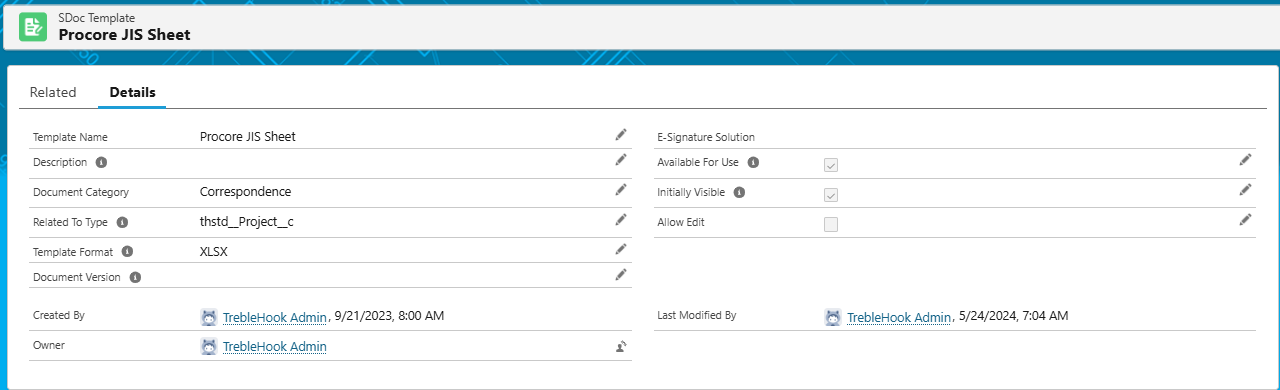 SDoc Template
Procore JIS Sheet
Related Details
Template Name Procore JIS Sheet
E-Signature Solution
Description
Available For Use
Document Category Correspondence
Initially Visible
Related To Type thstd__Project__c
Allow Edit
Template Format XLSX
Document Version
Created By TrebleHook Admin, 9/21/2023, 8:00 AM
Last Modified By TrebleHook Admin, 5/24/2024, 7:04 AM
Owner TrebleHook Admin